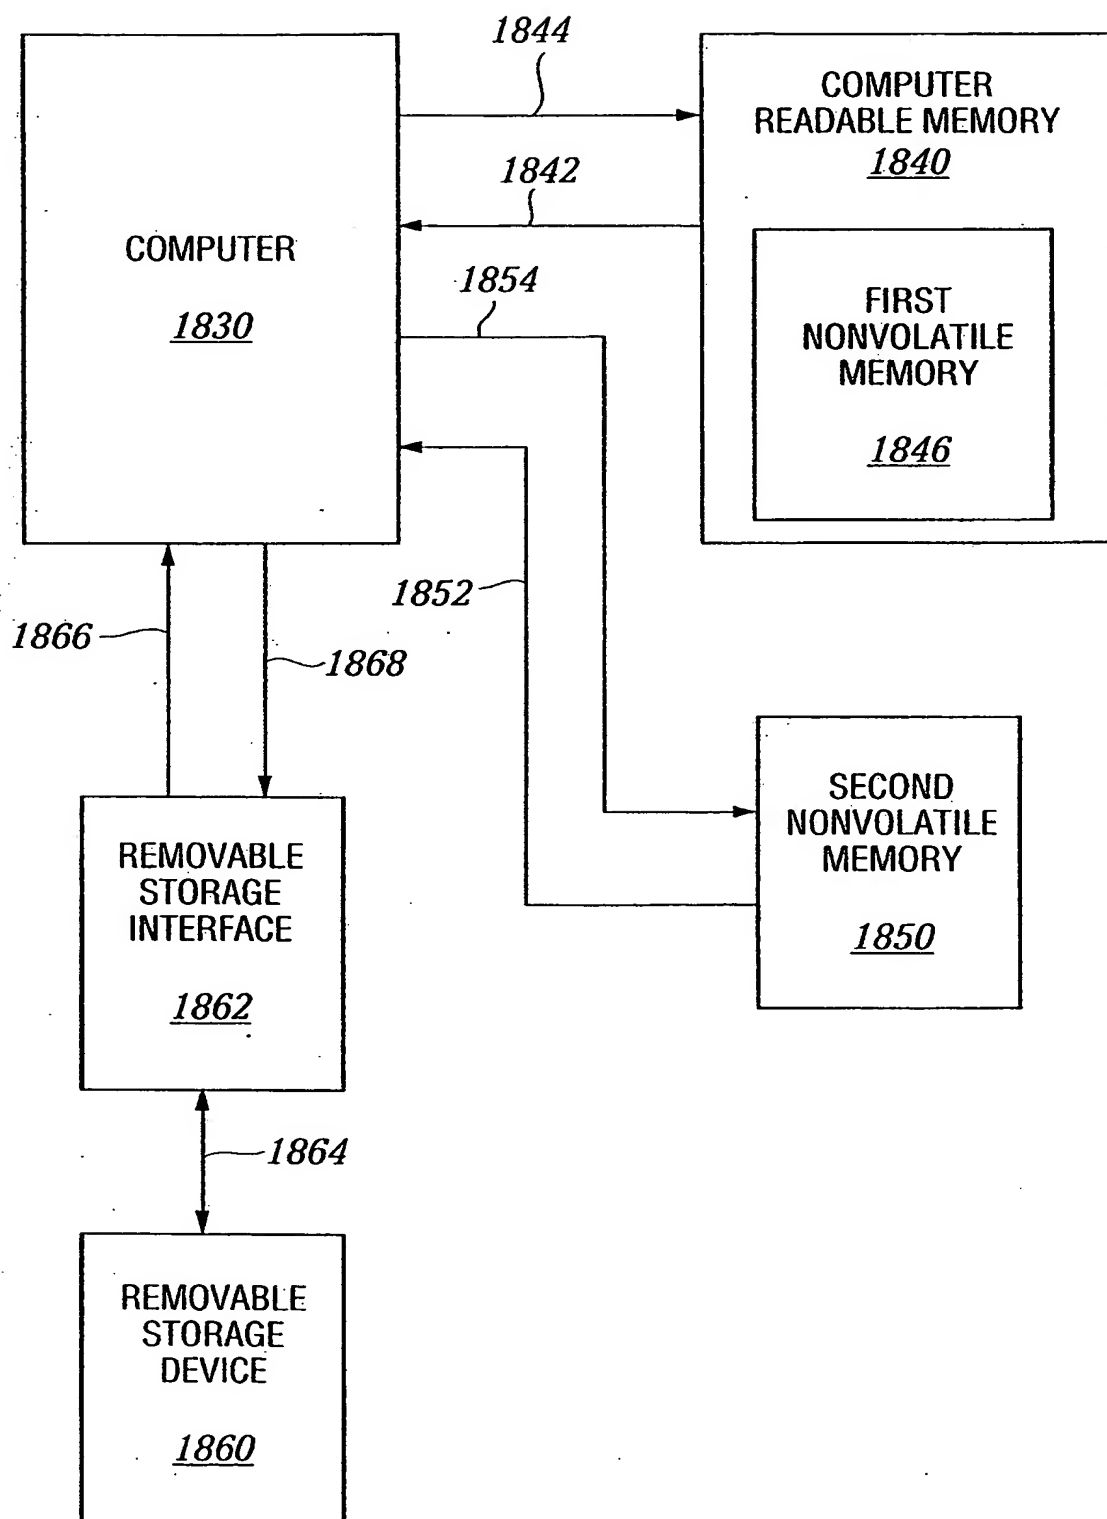 1844
COMPUTER
READABLE MEMORY
1840
1842
COMPUTER
1830
1854
FIRST
NONVOLATILE
MEMORY
1846
1852
1866
1868
SECOND
NONVOLATILE
MEMORY
1850
REMOVABLE
STORAGE
INTERFACE
1862
1864
REMOVABLE
STORAGE
DEVICE
1860